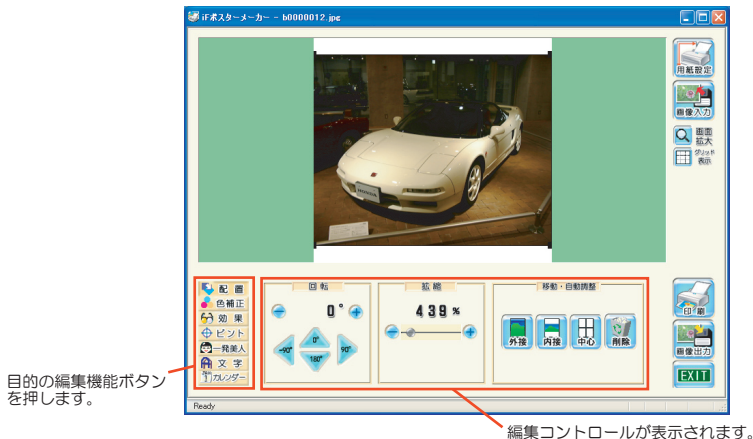 iFポスターメーカー - b0000012.jpg
用紙設定
画像入力
画面
拡大
グリッド
表示
HONDA
配 置
色補正
効 果
ピント
一発美人
文 字
カレンダー
回 転
0°
-90°
0°
90°
180°
拡 縮
439 %
移動・自動調整
外接
内接
中心
削除
印 刷
画像出力
EXIT
Ready
目的の編集機能ボタン
を押します。
編集コントロールが表示されます。